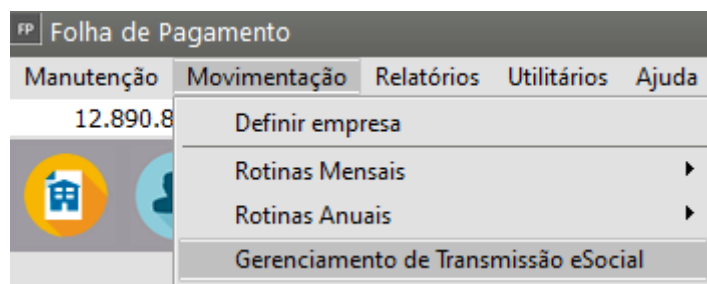 FP Folha de Pagamento
Manutenção Movimentação Relatórios Utilitários Ajuda
12.890.8
Definir empresa
Rotinas Mensais
Rotinas Anuais
Gerenciamento de Transmissão eSocial